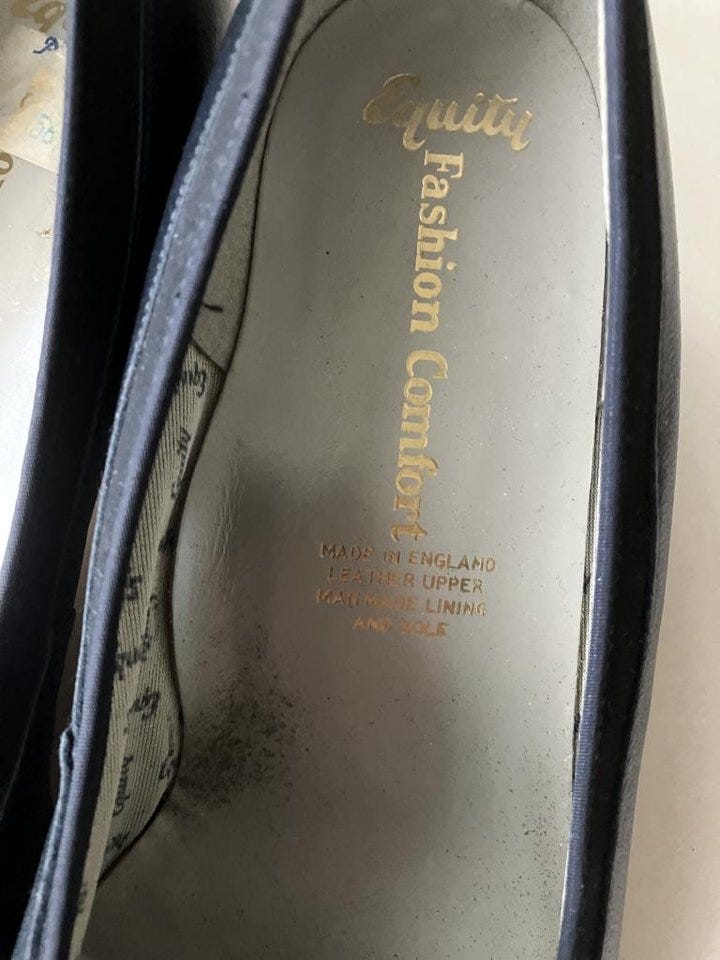 Equity
Fashion Comfort
MADE IN ENGLAND
LEATHER UPPER
MAN MADE LINING
AND SOLE